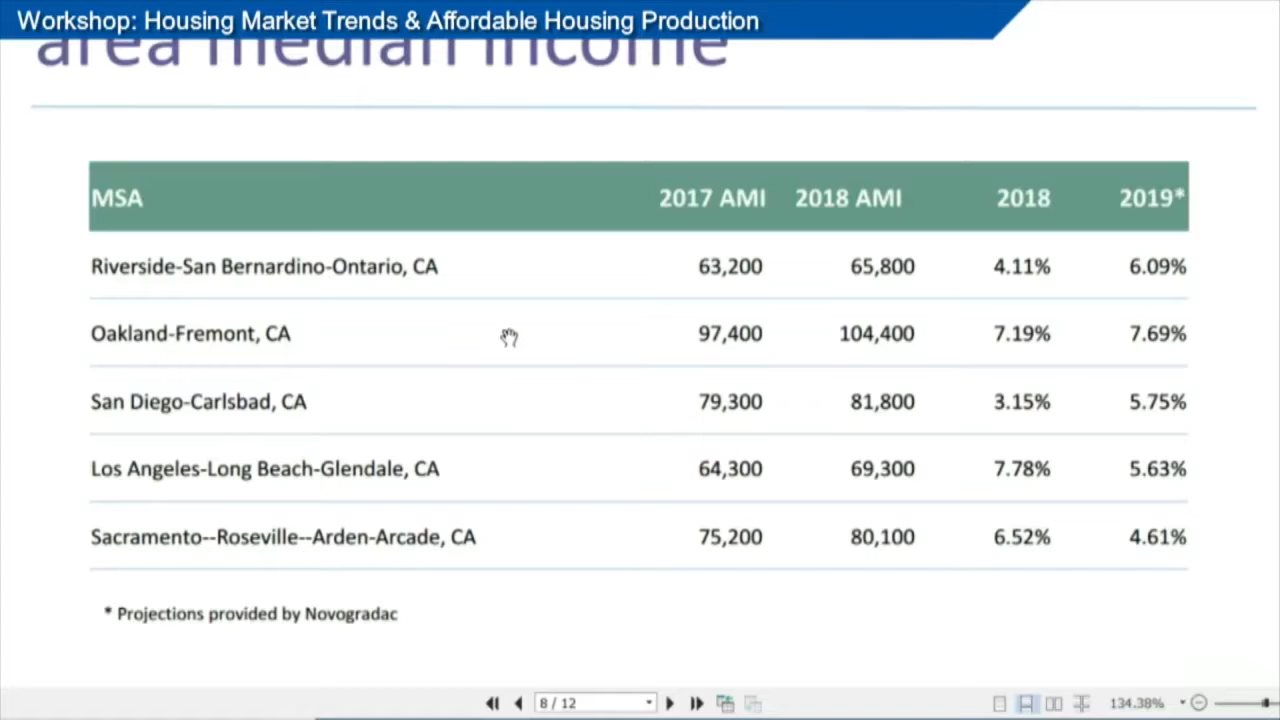 Workshop: Housing Market Trends & Affordable Housing Production
area median income
MSA 2017 AMI 2018 AMI 2018 2019*
Riverside-San Bernardino-Ontario, CA 63,200 65,800 4.11% 6.09%
Oakland-Fremont, CA 97,400 104,400 7.19% 7.69%
San Diego-Carlsbad, CA 79,300 81,800 3.15% 5.75%
Los Angeles-Long Beach-Glendale, CA 64,300 69,300 7.78% 5.63%
Sacramento--Roseville--Arden-Arcade, CA 75,200 80,100 6.52% 4.61%
* Projections provided by Novogradac
8 / 12 134.38%